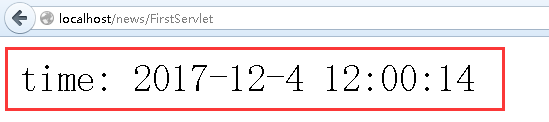 localhost/news/FirstServlet
time: 2017-12-4 12:00:14